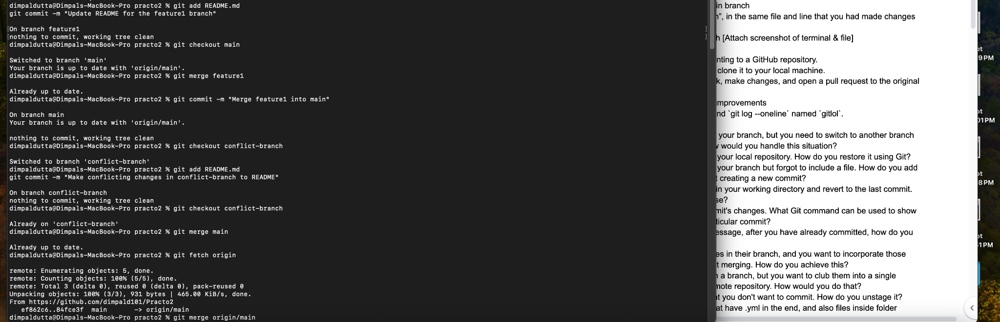 dimpaldutta@Dimpals-MacBook-Pro practo2 % git add README.md
git commit -m "Update README for the feature1 branch"
[On branch feature1 ]
[nothing to commit, working tree clean ]
dimpaldutta@Dimpals-MacBook-Pro practo2 % git checkout main
Switched to branch 'main'
Your branch is up to date with 'origin/main'.
dimpaldutta@Dimpals-MacBook-Pro practo2 % git merge feature1
Already up to date.
dimpaldutta@Dimpals-MacBook-Pro practo2 % git commit -m "Merge feature1 into main"
On branch main
Your branch is up to date with 'origin/main'.
nothing to commit, working tree clean
dimpaldutta@Dimpals-MacBook-Pro practo2 % git checkout conflict-branch
Switched to branch 'conflict-branch'
dimpaldutta@Dimpals-MacBook-Pro practo2 % git add README.md
git commit -m "Make conflicting changes in conflict-branch to README"
On branch conflict-branch
nothing to commit, working tree clean
dimpaldutta@Dimpals-MacBook-Pro practo2 % git checkout conflict-branch
Already on 'conflict-branch'
dimpaldutta@Dimpals-MacBook-Pro practo2 % git merge main
Already up to date.
dimpaldutta@Dimpals-MacBook-Pro practo2 % git fetch origin
remote: Enumerating objects: 5, done.
remote: Counting objects: 100% (5/5), done.
remote: Total 3 (delta 0), reused 0 (delta 0), pack-reused 0
Unpacking objects: 100% (3/3), 931 bytes | 465.00 KiB/s, done.
From https://github.com/dimpald101/Practo2
ef862c6..84fce3f main -> origin/main
dimpaldutta@Dimpals-MacBook-Pro practo2 % git merge origin/main
in branch
", in the same file and line that you had made changes
h [Attach screenshot of terminal & file]
nting to a GitHub repository.
clone it to your local machine.
k, make changes, and open a pull request to the original
improvements
nd `git log --oneline` named `gitlol`.
your branch, but you need to switch to another branch
would you handle this situation?
your local repository. How do you restore it using Git?
your branch but forgot to include a file. How do you add
creating a new commit?
in your working directory and revert to the last commit.
se?
mit's changes. What Git command can be used to show
ticular commit?
essage, after you have already committed, how do you
es in their branch, and you want to incorporate those
t merging. How do you achieve this?
a branch, but you want to club them into a single
mote repository. How would you do that?
at you don't want to commit. How do you unstage it?
at have .yml in the end, and also files inside folder
9 PM
01 PM
8 PM
51 PM